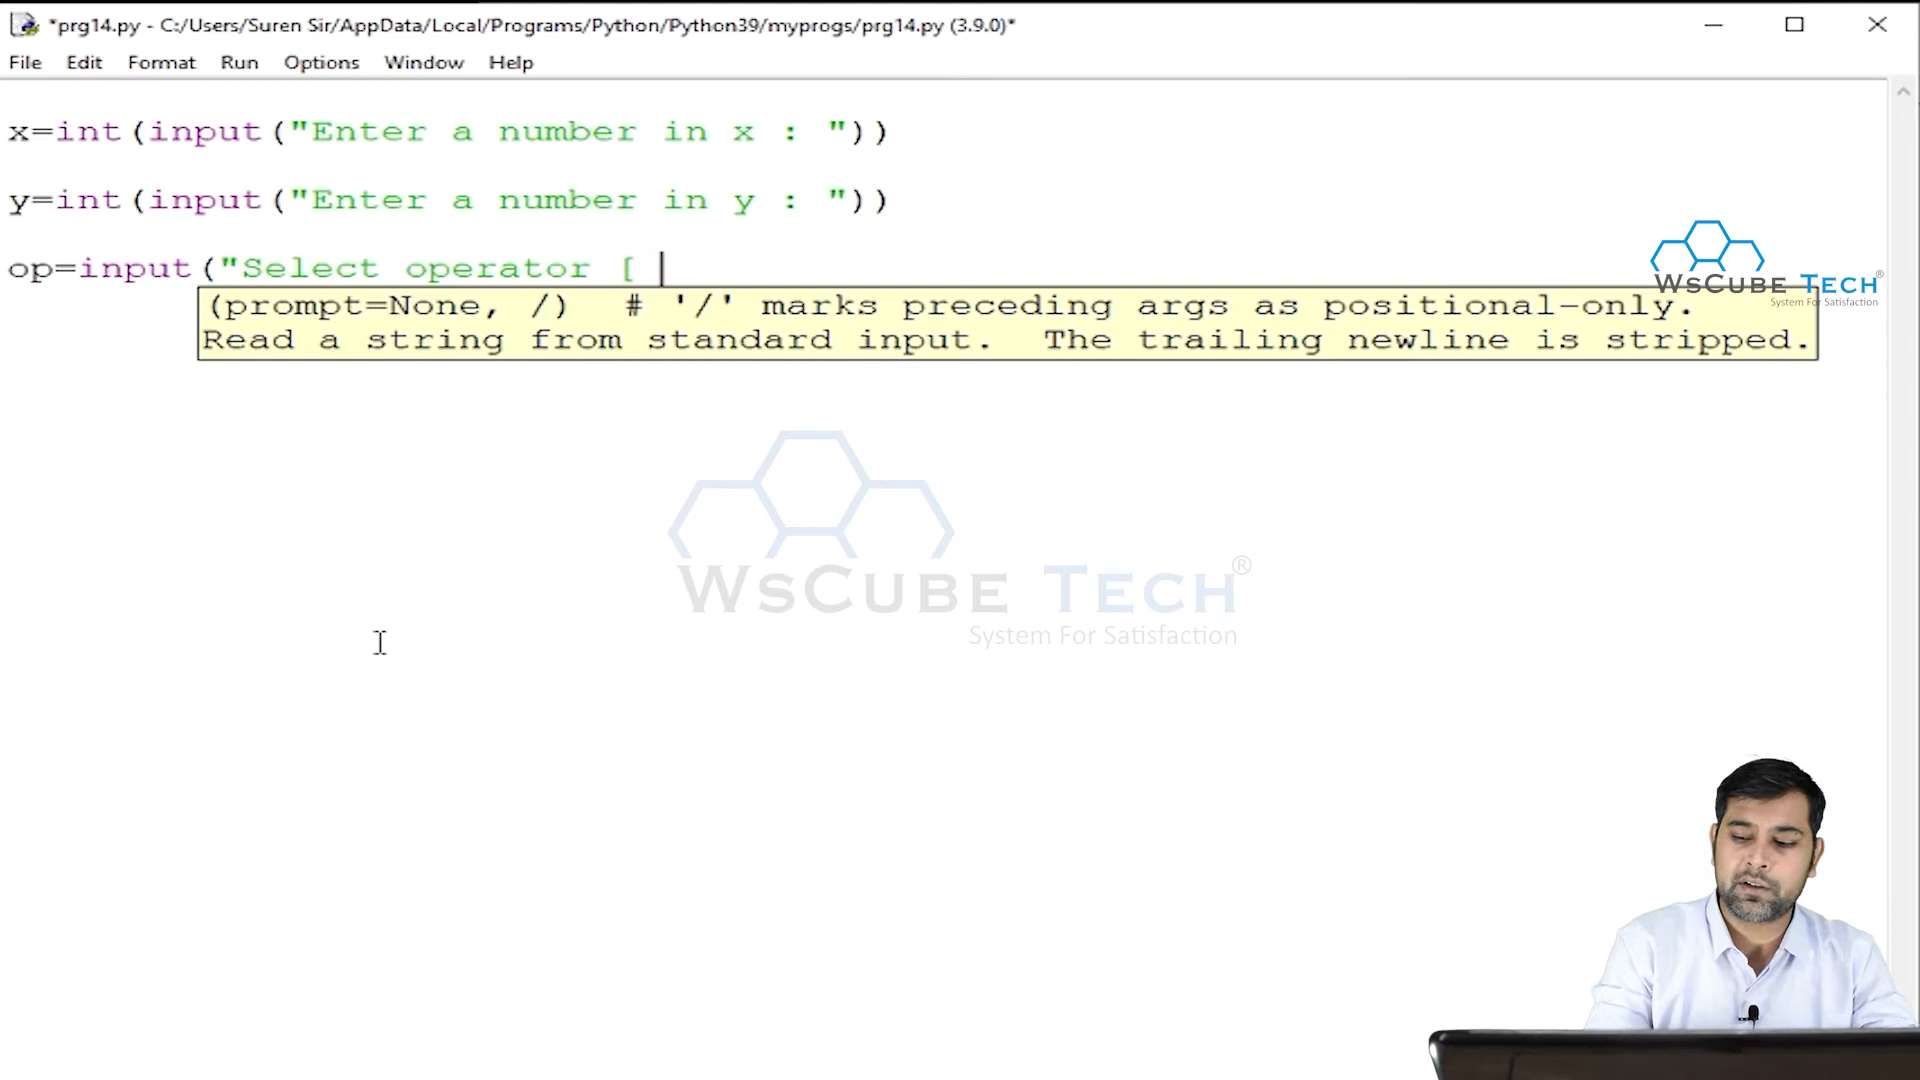 *prg14.py - C:/Users/Suren Sir/AppData/Local/Programs/Python/Python39/myprogs/prg14.py (3.9.0)*
File Edit Format Run Options Window Help
x=int(input("Enter a number in x : "))
y=int(input("Enter a number in y : "))
op=input("Select operator [
(prompt=None, /)  # '/' marks preceding args as positional-only.
Read a string from standard input.  The trailing newline is stripped.
WsCube Tech®
System For Satisfaction
WsCube Tech®
System For Satisfaction